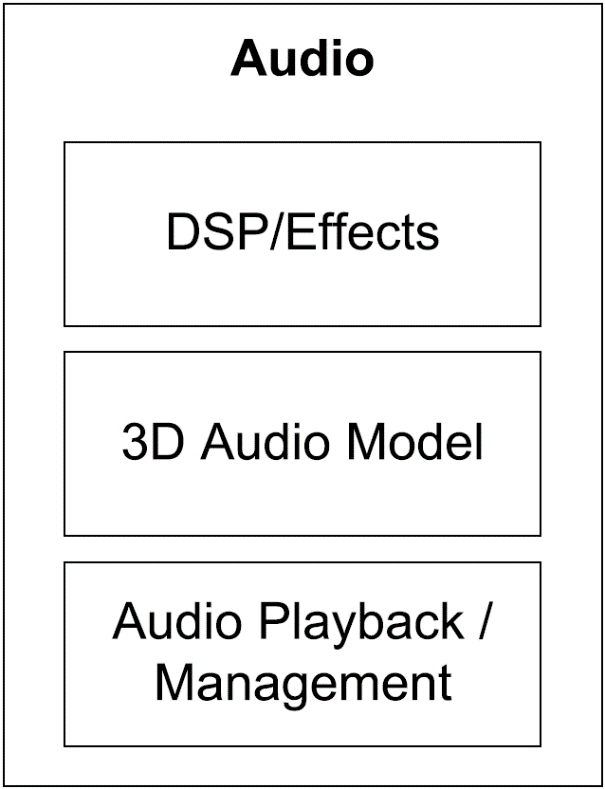 Audio
DSP/Effects
3D Audio Model
Audio Playback /
Management